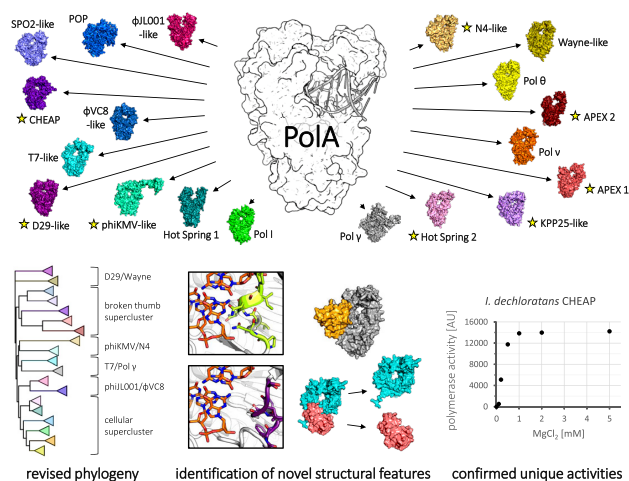 SPO2-like
POP
ϕJL001
-like
N4-like
Wayne-like
CHEAP
ϕVC8
-like
PolA
Pol θ
APEX 2
T7-like
Pol ν
APEX 1
D29-like
phiKMV-like
Hot Spring 1
Pol I
Pol γ
Hot Spring 2
KPP25-like
D29/Wayne
broken thumb
supercluster
phiKMV/N4
T7/Pol γ
phiJL001/ϕVC8
cellular
supercluster
I. dechloratans CHEAP
polymerase activity [AU]
16000
12000
8000
4000
0
0 1 2 3 4 5
MgCl2 [mM]
revised phylogeny
identification of novel structural features
confirmed unique activities